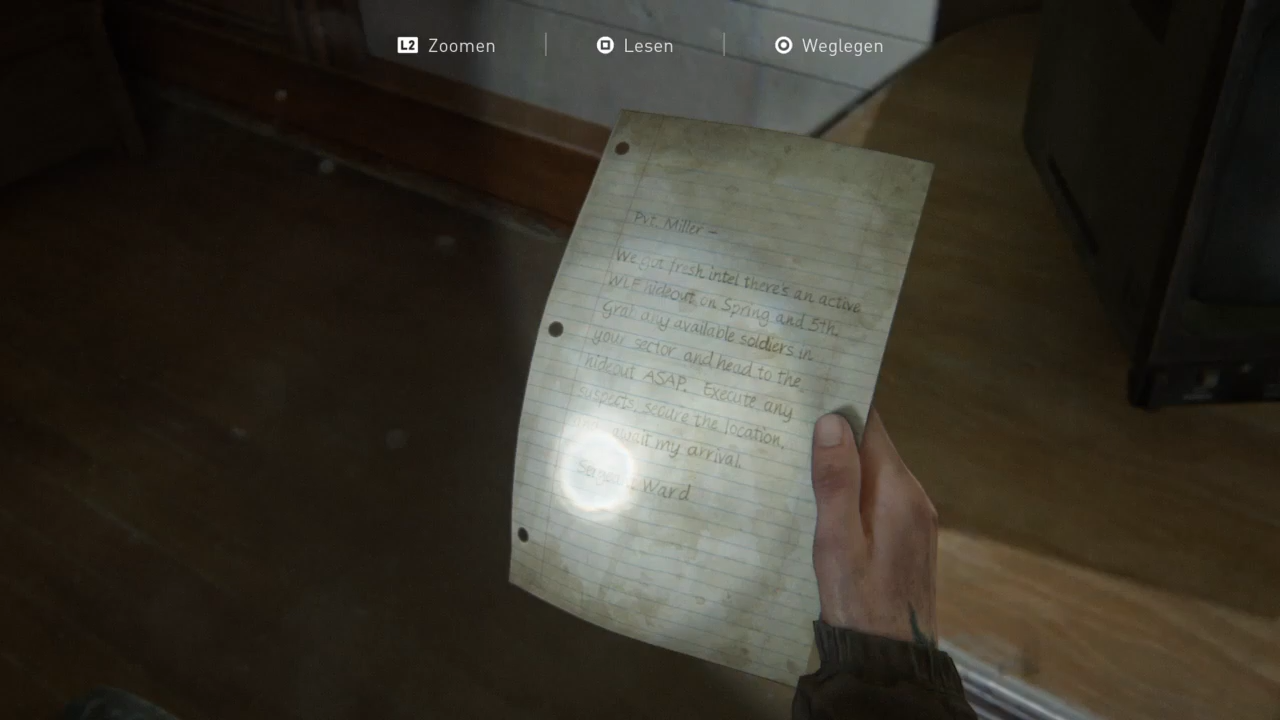 L2 Zoomen
Lesen
Weglegen
Pvt. Miller -
We got fresh intel there's an active
WLF hideout on Spring and 5th.
Grab any available soldiers in
your sector and head to the
hideout ASAP. Execute any
suspects, secure the location,
and await my arrival.
Sergeant Ward